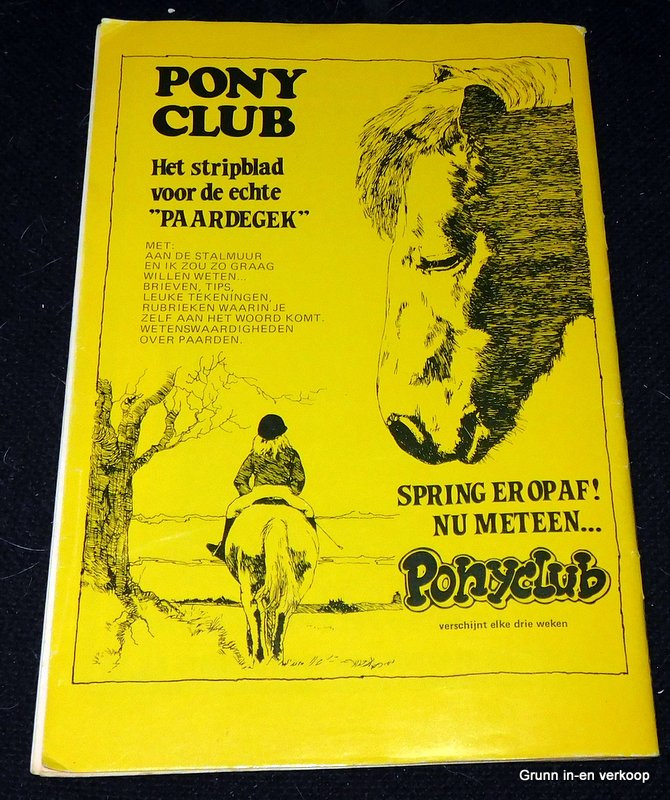 PONY
CLUB
Het stripblad
voor de echte
"PAARDEGEK"
MET:
AAN DE STALMUUR
EN IK ZOU ZO GRAAG
WILLEN WETEN...
BRIEVEN, TIPS,
LEUKE TEKENINGEN,
RUBRIEKEN WAARIN JE
ZELF AAN HET WOORD KOMT.
WETENSWAARDIGHEDEN
OVER PAARDEN.
SPRING EROP AF!
NU METEEN...
Ponyclub
verschijnt elke drie weken
Grunn in-en verkoop